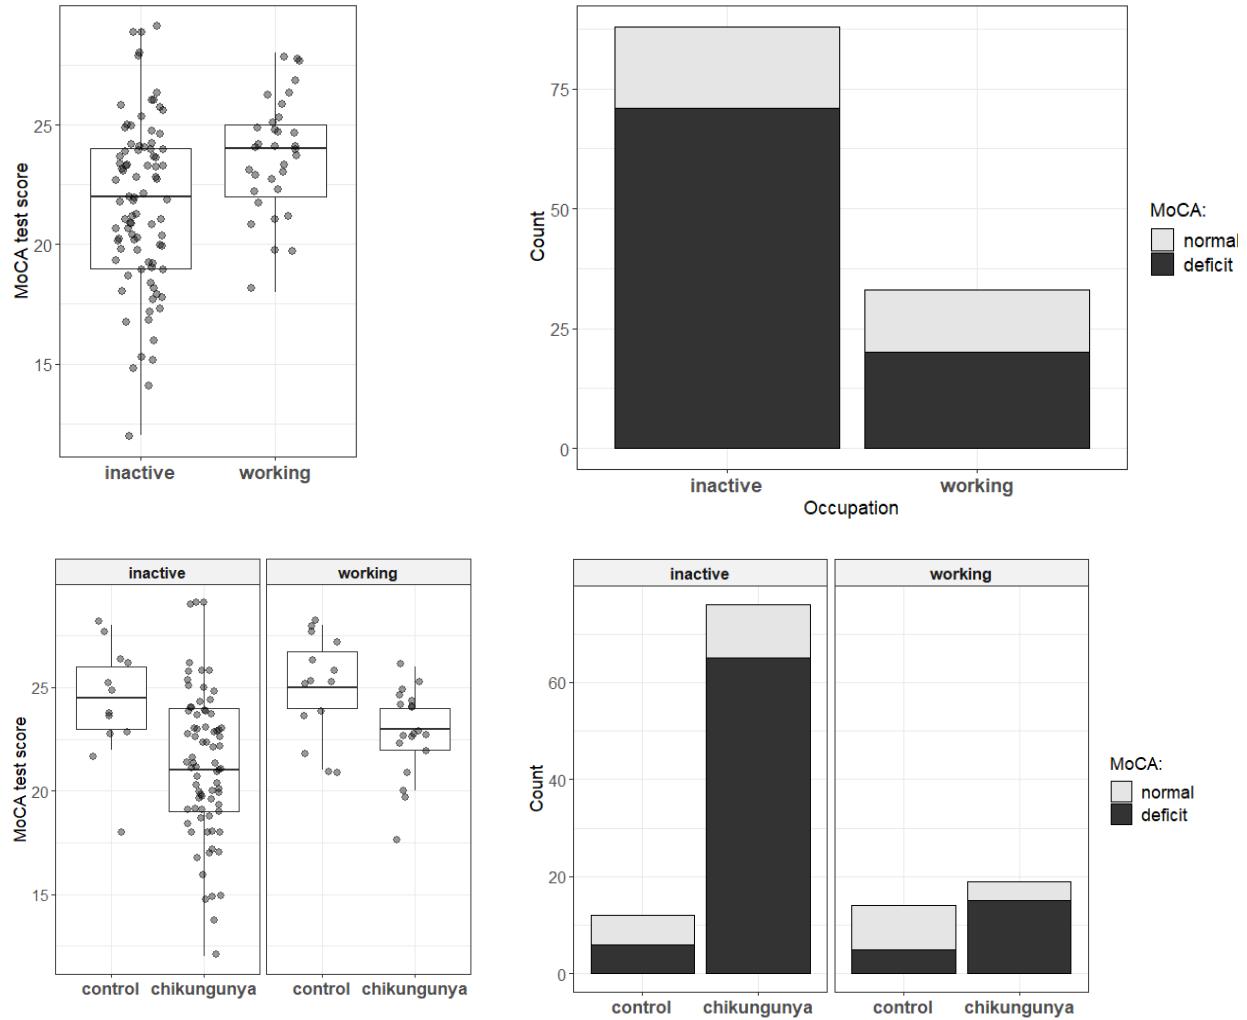 MoCA test score
25
20
15
inactive working
Count
75
50
25
0
inactive working
Occupation
MoCA:
normal
deficit
inactive working
MoCA test score
25
20
15
control chikungunya control chikungunya
inactive working
Count
60
40
20
0
control chikungunya control chikungunya
MoCA:
normal
deficit